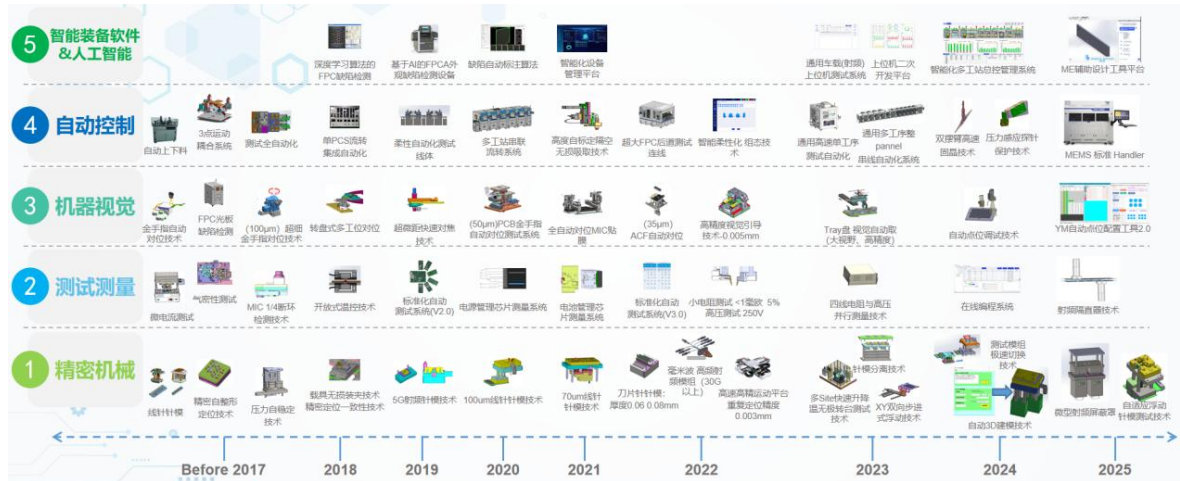 5
智能装备软件
&人工智能
深度学习算法的
FPC缺陷检测
基于AI的FPCA外
观缺陷检测设备
缺陷自动标注算法
智能化设备
管理平台
通用车载(射频)
上位机测试系统
上位机二次
开发平台
智能化多工站总控管理系统
ME辅助设计工具平台
4
自动控制
自动上下料
3点运动
耦合系统
测试全自动化
单PCS流转
集成自动化
柔性自动化测试
线体
多工站串联
流转系统
高度自标定隔空
无损吸取技术
超大FPC后道测试
连线
智能柔性化 组态技
术
通用高速单工序
测试自动化
通用多工序整
pannel
串线自动化系统
双摆臂高速
固晶技术
压力感应探针
保护技术
MEMS 标准 Handler
3
机器视觉
金手指自动
对位技术
FPC光板
缺陷检测
(100μm) 超细
金手指对位技术
转盘式多工位对位
超微距快速对焦
技术
(50μm)PCB金手指
自动对位测试系统
全自动对位MIC贴
膜
(35μm)
ACF自动对位
高精度视觉引导
技术-0.005mm
Tray盘 视觉自动取
(大视野、高精度)
自动点位调试技术
YM自动点位配置工具2.0
2
测试测量
微电流测试
气密性测试
MIC 1/4断环
检测技术
开放式温控技术
标准化自动
测试系统(V2.0)
电源管理芯片测量系统
电池管理芯
片测量系统
标准化自动
测试系统(V3.0)
小电阻测试 <1毫欧 5%
高压测试 250V
四线电阻与高压
并行测量技术
在线编程系统
射频隔直器技术
1
精密机械
线针针模
精密自整形
定位技术
压力自稳定
技术
载具无损装夹技术
精密定位一致性技术
5G射频针模技术
100um线针针模技术
70um线针
针模技术
刀片针针模:
厚度0.06 0.08mm
毫米波 高频射
频模组 (30G
以上)
高速高精运动平台
重复定位精度
0.003mm
多Site快速升降
温无极转台测试
技术
针模分离技术
XY双向步进
式浮动技术
测试模组
极速切换
技术
自动3D建模技术
微型射频屏蔽罩
自适应浮动
针模测试技术
Before 2017
2018
2019
2020
2021
2022
2023
2024
2025